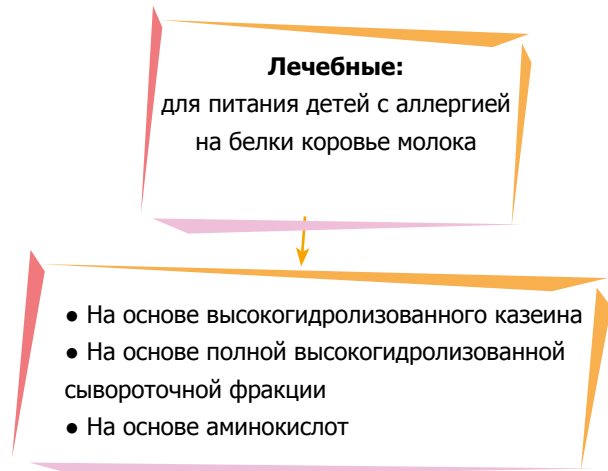 Лечебные:
для питания детей с аллергией
на белки коровье молока
● На основе высокогидролизованного казеина
● На основе полной высокогидролизованной
сывороточной фракции
● На основе аминокислот